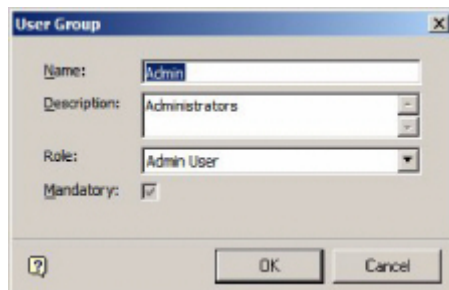 User Group
Name: Admin
Description: Administrators
Role: Admin User
Mandatory:
OK Cancel